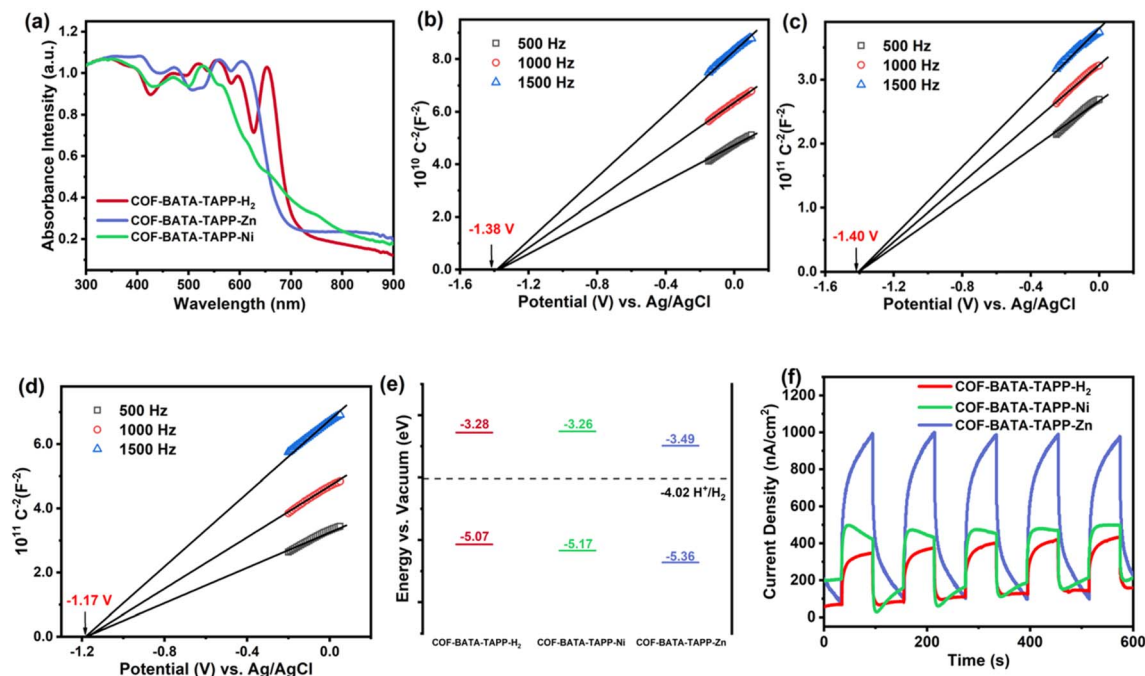 (a)
Absorbance Intensity (a.u.)
1.2
1.0
0.8
0.6
0.4
0.2
COF-BATA-TAPP-H2
COF-BATA-TAPP-Zn
COF-BATA-TAPP-Ni
300 400 500 600 700 800 900
Wavelength (nm)
(b)
10^10 C^-2(F^-2)
8.0
6.0
4.0
2.0
0.0
500 Hz
1000 Hz
1500 Hz
-1.38 V
-1.6 -1.2 -0.8 -0.4 0.0
Potential (V) vs. Ag/AgCl
(c)
10^11 C^-2(F^-2)
3.0
2.0
1.0
0.0
500 Hz
1000 Hz
1500 Hz
-1.40 V
-1.6 -1.2 -0.8 -0.4 0.0
Potential (V) vs. Ag/AgCl
(d)
10^11 C^-2(F^-2)
6.0
4.0
2.0
0.0
500 Hz
1000 Hz
1500 Hz
-1.17 V
-1.2 -1.0 -0.8 -0.6 -0.4 -0.2 0.0
Potential (V) vs. Ag/AgCl
(e)
Energy vs. Vacuum (eV)
-3.28 -3.26 -3.49
-4.02 H+/H2
-5.07 -5.17 -5.36
COF-BATA-TAPP-H2 COF-BATA-TAPP-Ni COF-BATA-TAPP-Zn
(f)
Current Density (nA/cm²)
1200
1000
800
600
400
200
0
COF-BATA-TAPP-H2
COF-BATA-TAPP-Ni
COF-BATA-TAPP-Zn
0 200 400 600
Time (s)